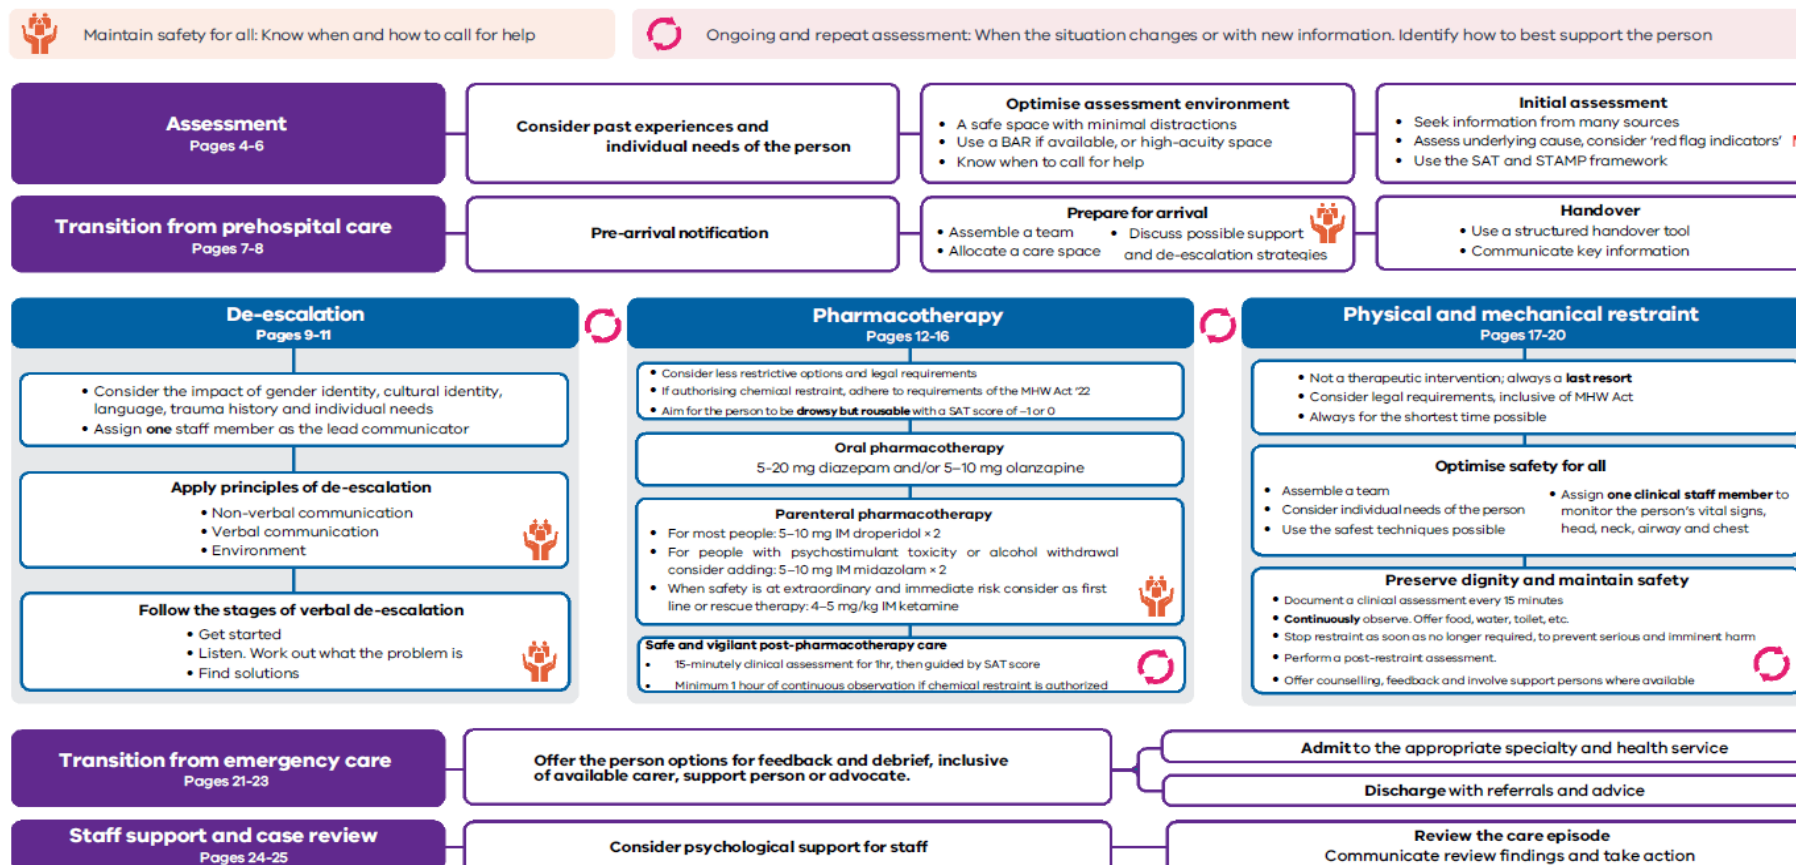 Maintain safety for all: Know when and how to call for help
Ongoing and repeat assessment: When the situation changes or with new information. Identify how to best support the person
Assessment
Pages 4-6
Consider past experiences and
individual needs of the person
Optimise assessment environment
• A safe space with minimal distractions
• Use a BAR if available, or high-acuity space
• Know when to call for help
Initial assessment
• Seek information from many sources
• Assess underlying cause, consider ‘red flag indicators’
• Use the SAT and STAMP framework
Transition from prehospital care
Pages 7-8
Pre-arrival notification
Prepare for arrival
• Assemble a team
• Allocate a care space
• Discuss possible support
and de-escalation strategies
Handover
• Use a structured handover tool
• Communicate key information
De-escalation
Pages 9-11
• Consider the impact of gender identity, cultural identity,
language, trauma history and individual needs
• Assign one staff member as the lead communicator
Apply principles of de-escalation
• Non-verbal communication
• Verbal communication
• Environment
Follow the stages of verbal de-escalation
• Get started
• Listen. Work out what the problem is
• Find solutions
Pharmacotherapy
Pages 12-16
• Consider less restrictive options and legal requirements
• If authorising chemical restraint, adhere to requirements of the MHW Act ‘22
• Aim for the person to be drowsy but rousable with a SAT score of –1 or 0
Oral pharmacotherapy
5-20 mg diazepam and/or 5–10 mg olanzapine
Parenteral pharmacotherapy
• For most people: 5–10 mg IM droperidol × 2
• For people with psychostimulant toxicity or alcohol withdrawal
consider adding: 5–10 mg IM midazolam × 2
• When safety is at extraordinary and immediate risk consider as first
line or rescue therapy: 4–5 mg/kg IM ketamine
Safe and vigilant post-pharmacotherapy care
• 15-minutely clinical assessment for 1hr, then guided by SAT score
• Minimum 1 hour of continuous observation if chemical restraint is authorized
Physical and mechanical restraint
Pages 17-20
• Not a therapeutic intervention; always a last resort
• Consider legal requirements, inclusive of MHW Act
• Always for the shortest time possible
Optimise safety for all
• Assemble a team
• Consider individual needs of the person
• Use the safest techniques possible
• Assign one clinical staff member to
monitor the person’s vital signs,
head, neck, airway and chest
Preserve dignity and maintain safety
• Document a clinical assessment every 15 minutes
• Continuously observe. Offer food, water, toilet, etc.
• Stop restraint as soon as no longer required, to prevent serious and imminent harm
• Perform a post-restraint assessment.
• Offer counselling, feedback and involve support persons where available
Transition from emergency care
Pages 21-23
Offer the person options for feedback and debrief, inclusive
of available carer, support person or advocate.
Admit to the appropriate specialty and health service
Discharge with referrals and advice
Staff support and case review
Pages 24-25
Consider psychological support for staff
Review the care episode
Communicate review findings and take action